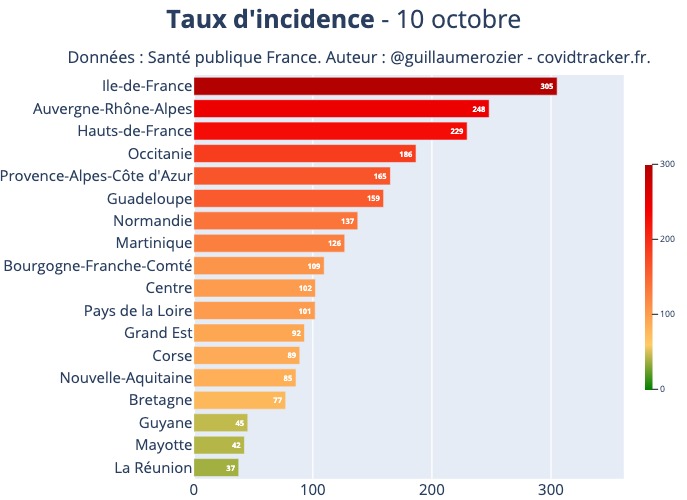 Taux d'incidence - 10 octobre
Données : Santé publique France. Auteur : @guillaumerozier - covidtracker.fr.
Ile-de-France 305
Auvergne-Rhône-Alpes 248
Hauts-de-France 229
Occitanie 186
Provence-Alpes-Côte d'Azur 165
Guadeloupe 159
Normandie 137
Martinique 126
Bourgogne-Franche-Comté 109
Centre 102
Pays de la Loire 101
Grand Est 92
Corse 89
Nouvelle-Aquitaine 85
Bretagne 77
Guyane 45
Mayotte 42
La Réunion 37
0 100 200 300
300
200
100
0